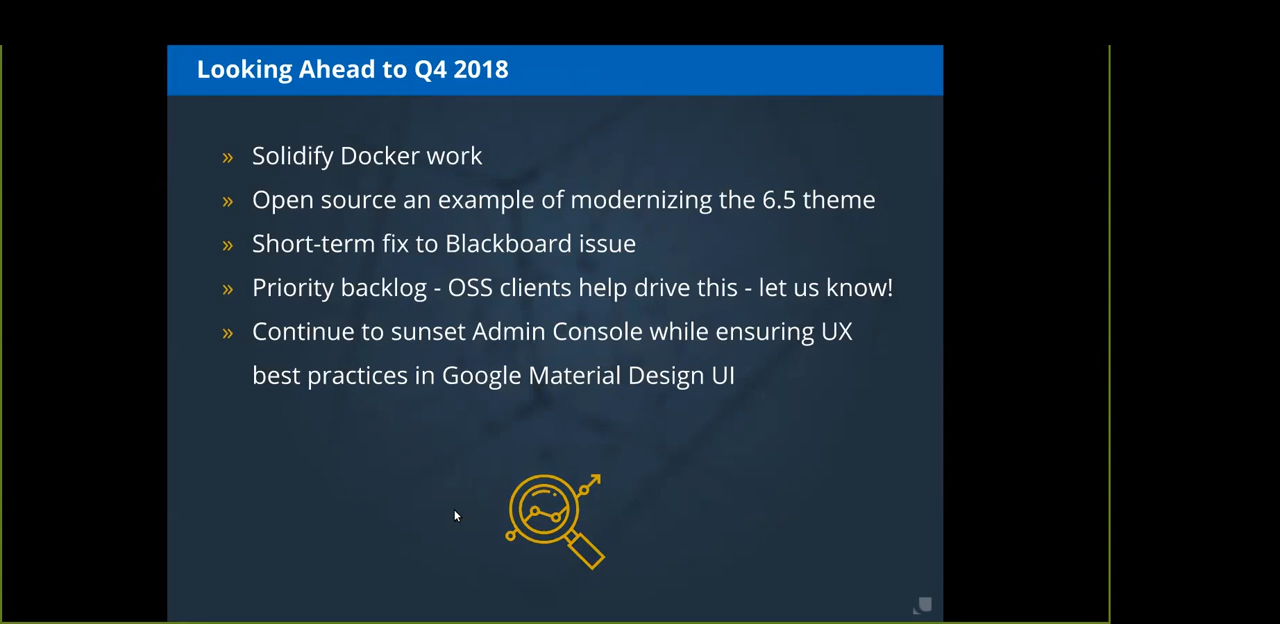 Looking Ahead to Q4 2018
» Solidify Docker work
» Open source an example of modernizing the 6.5 theme
» Short-term fix to Blackboard issue
» Priority backlog - OSS clients help drive this - let us know!
» Continue to sunset Admin Console while ensuring UX
best practices in Google Material Design UI